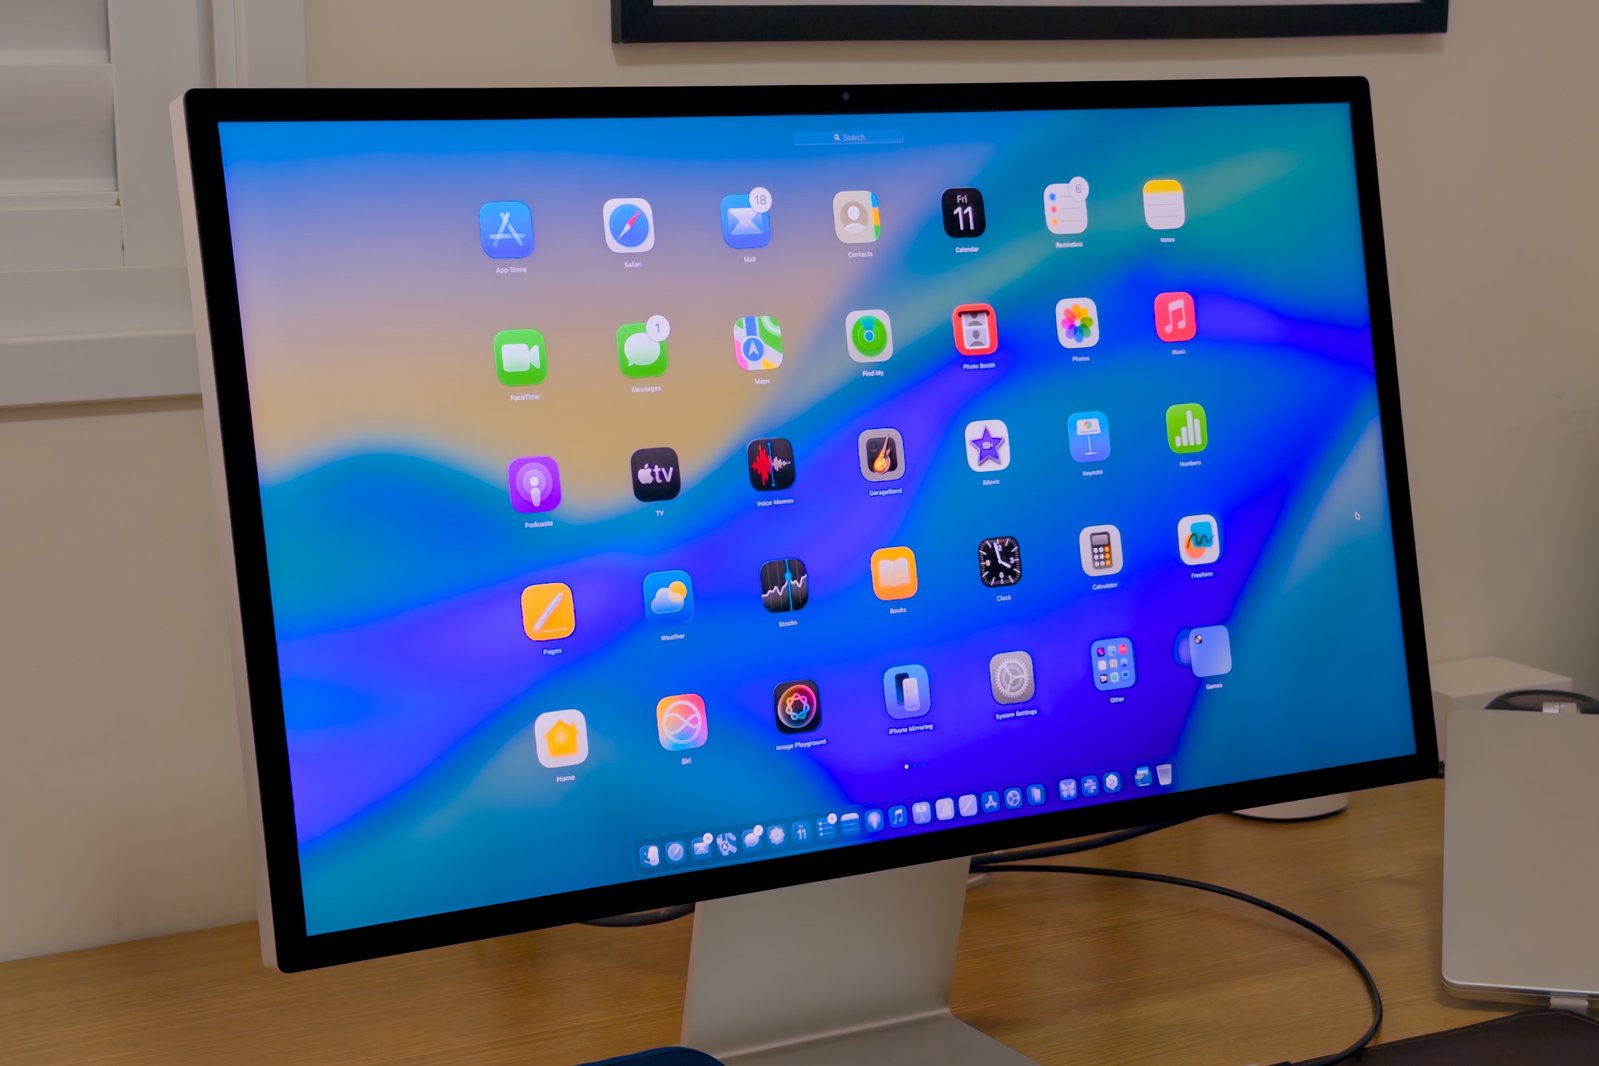 Search
App Store
Safari
18
Mail
Contacts
Fri
11
Calendar
6
Reminders
Notes
FaceTime
1
Messages
Maps
Find My
Photo Booth
Photos
Music
Podcasts
tv
TV
Voice Memos
GarageBand
iMovie
Keynote
Numbers
Pages
Weather
Stocks
Books
Clock
Calculator
Freeform
Home
Siri
Image Playground
iPhone Mirroring
System Settings
Other
Games
11